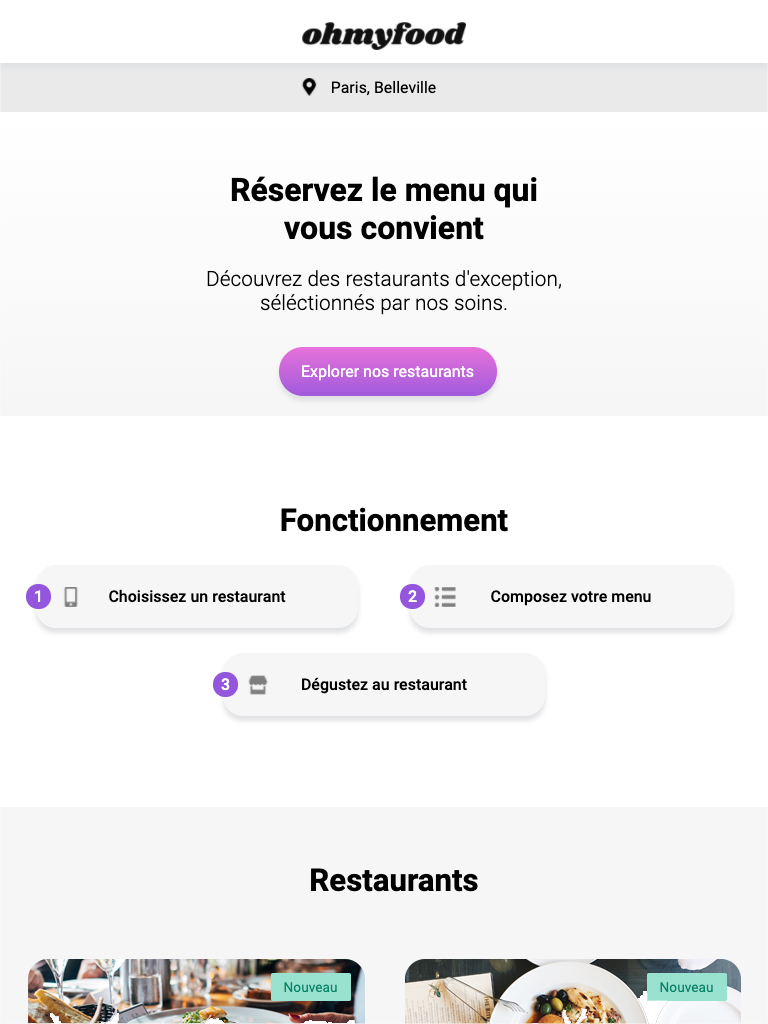 ohmyfood
Paris, Belleville
Réservez le menu qui
vous convient
Découvrez des restaurants d'exception,
séléctionnés par nos soins.
Explorer nos restaurants
Fonctionnement
1 Choisissez un restaurant
2 Composez votre menu
3 Dégustez au restaurant
Restaurants
Nouveau
Nouveau